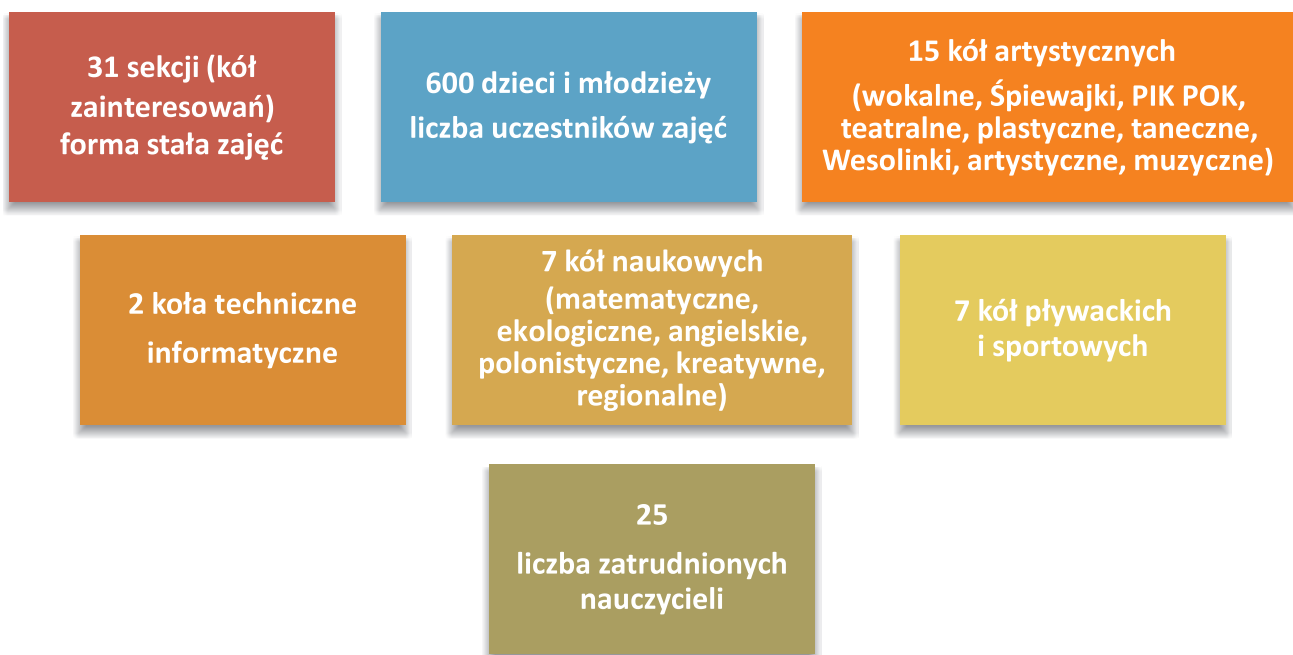 31 sekcji (kół
zainteresowań)
forma stała zajęć
600 dzieci i młodzieży
liczba uczestników zajęć
15 kół artystycznych
(wokalne, Śpiewajki, PIK POK,
teatralne, plastyczne, taneczne,
Wesolinki, artystyczne, muzyczne)
2 koła techniczne
informatyczne
7 kół naukowych
(matematyczne,
ekologiczne, angielskie,
polonistyczne, kreatywne,
regionalne)
7 kół pływackich
i sportowych
25
liczba zatrudnionych
nauczycieli